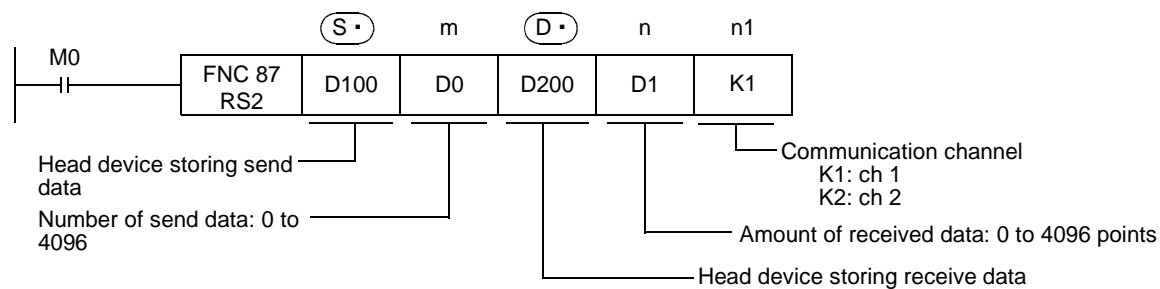 S· m D· n n1
M0
FNC 87
RS2
D100 D0 D200 D1 K1
Head device storing send
data
Number of send data: 0 to
4096
Communication channel
K1: ch 1
K2: ch 2
Amount of received data: 0 to 4096 points
Head device storing receive data